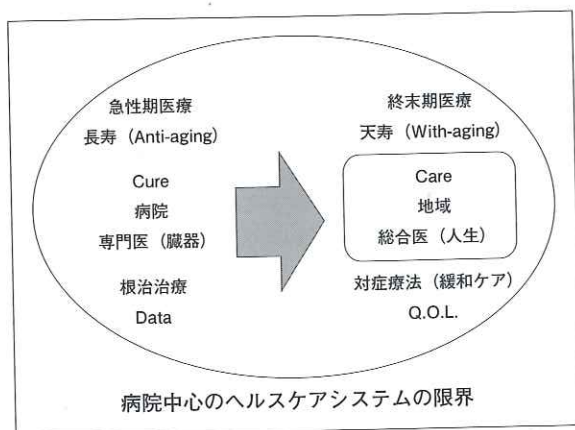 急性期医療
長寿（Anti-aging）
Cure
病院
専門医（臓器）
根治治療
Data
終末期医療
天寿（With-aging）
Care
地域
総合医（人生）
対症療法（緩和ケア）
Q.O.L.
病院中心のヘルスケアシステムの限界